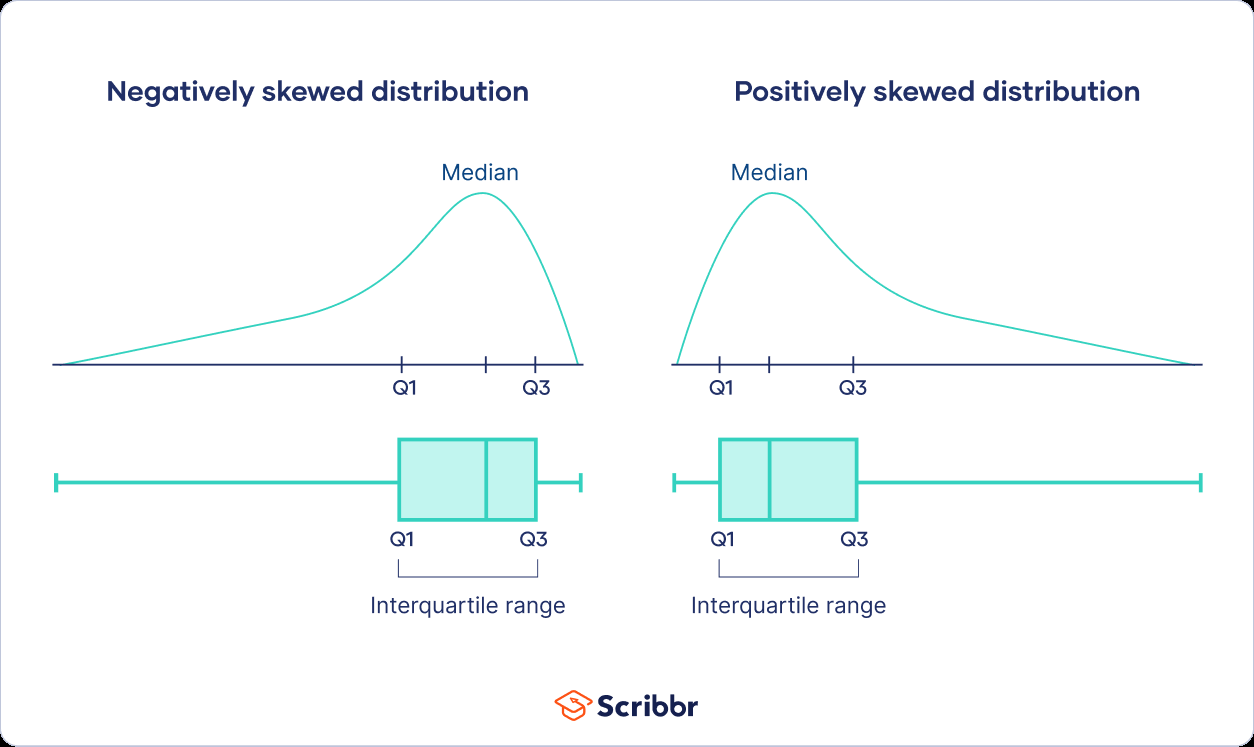 Negatively skewed distribution
Positively skewed distribution
Median
Median
Q1
Q3
Q1
Q3
Q1
Q3
Q1
Q3
Interquartile range
Interquartile range
Scribbr